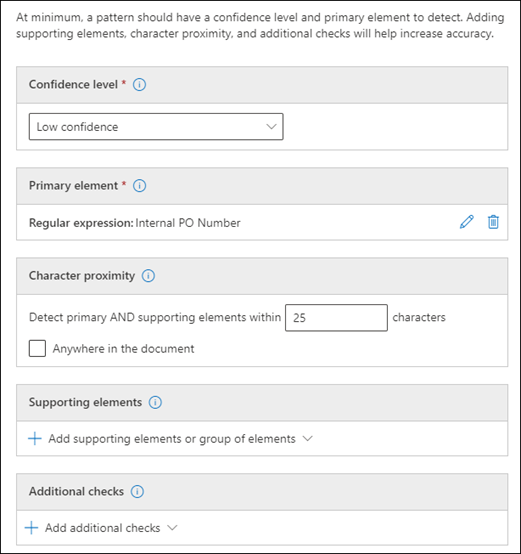 At minimum, a pattern should have a confidence level and primary element to detect. Adding
supporting elements, character proximity, and additional checks will help increase accuracy.
Confidence level *
Low confidence
Primary element *
Regular expression: Internal PO Number
Character proximity
Detect primary AND supporting elements within 25 characters
Anywhere in the document
Supporting elements
Add supporting elements or group of elements
Additional checks
Add additional checks